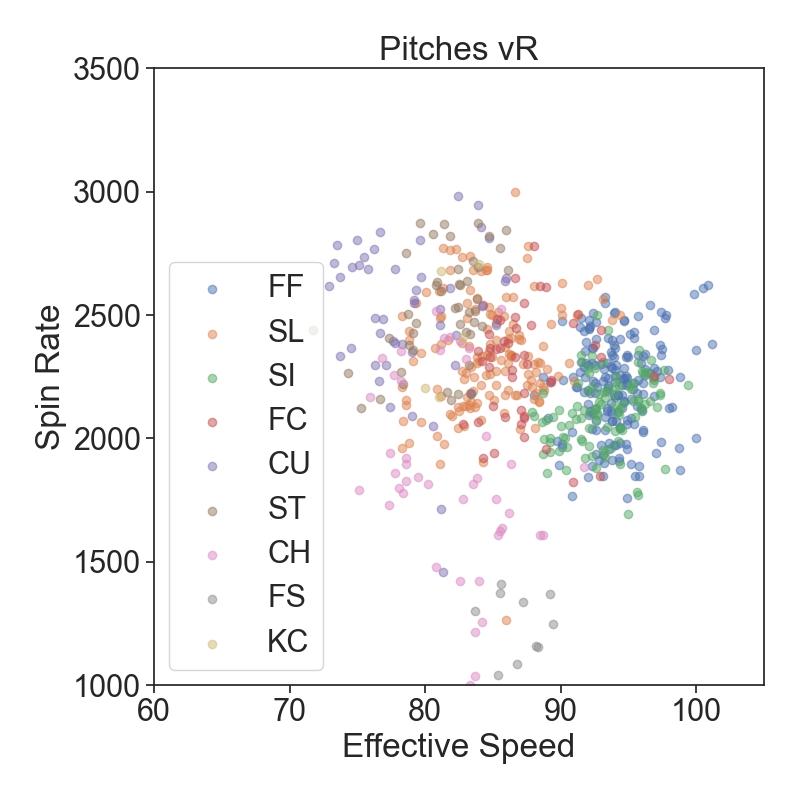 Pitches vR
3500
3000
2500
2000
1500
1000
Spin Rate
FF
SL
SI
FC
CU
ST
CH
FS
KC
60 70 80 90 100
Effective Speed